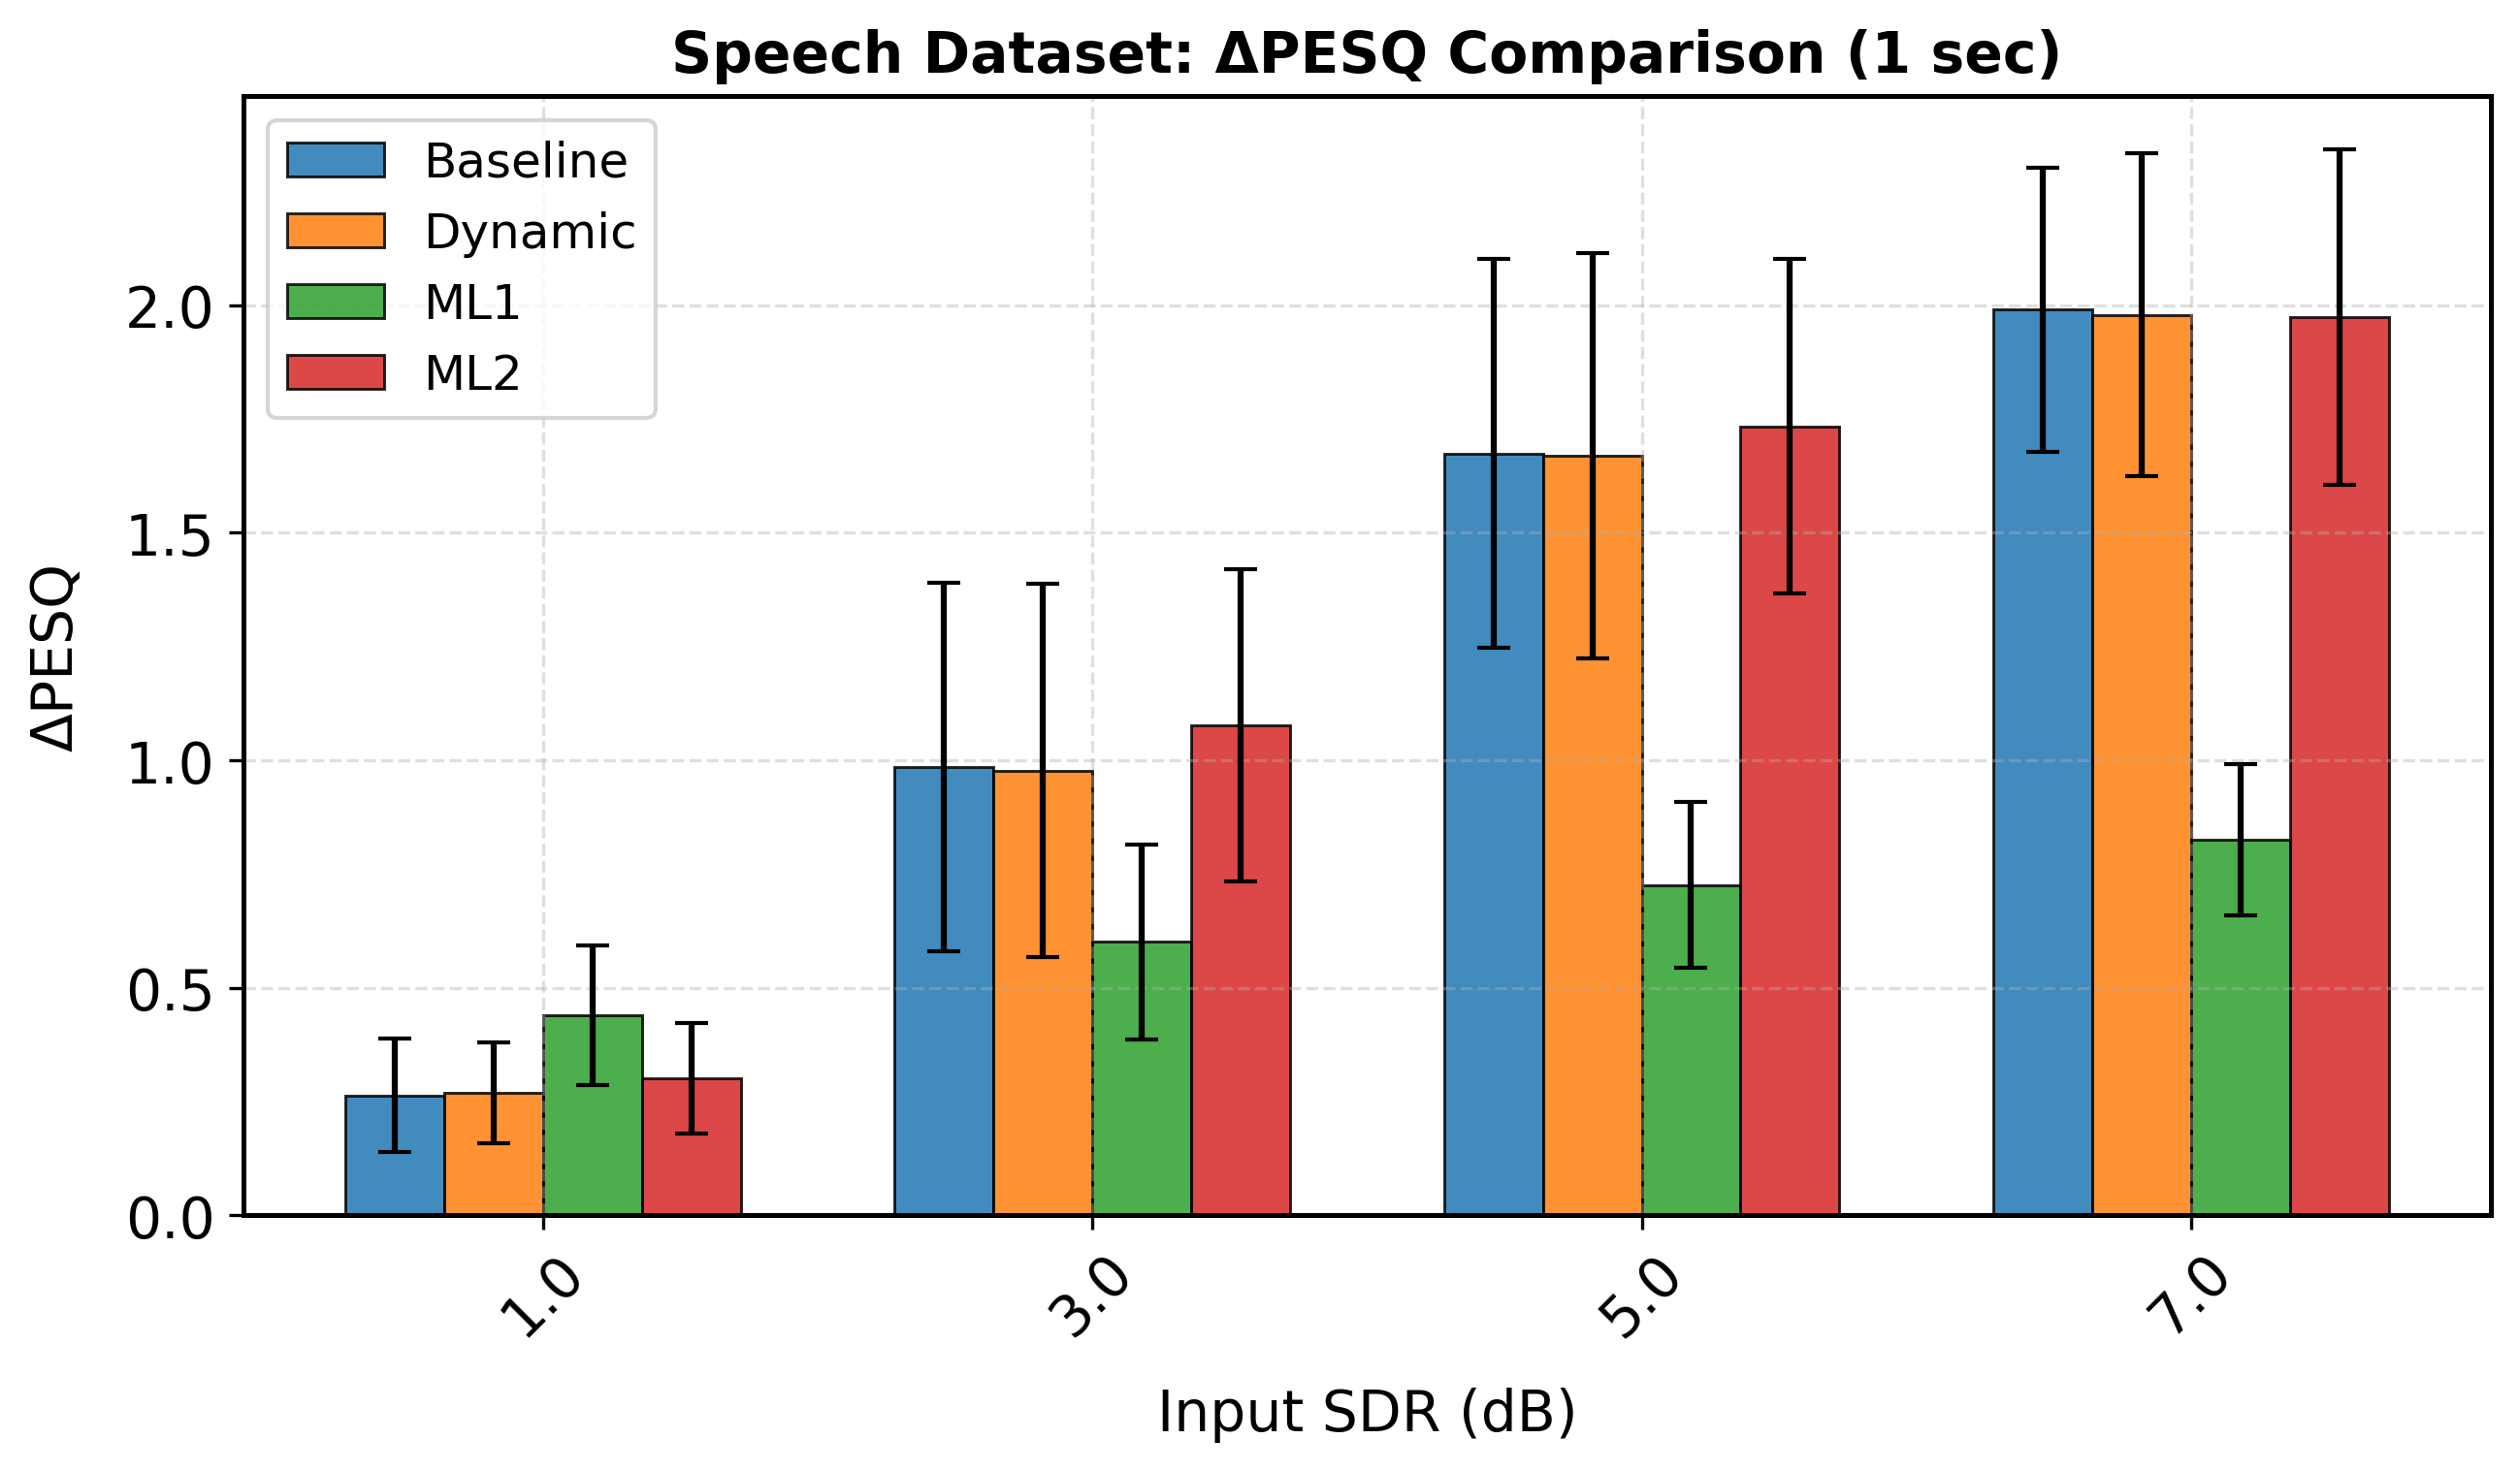 Speech Dataset: ΔPESQ Comparison (1 sec)
Baseline
Dynamic
ML1
ML2
2.0
1.5
1.0
0.5
0.0
ΔPESQ
1.0
3.0
5.0
7.0
Input SDR (dB)